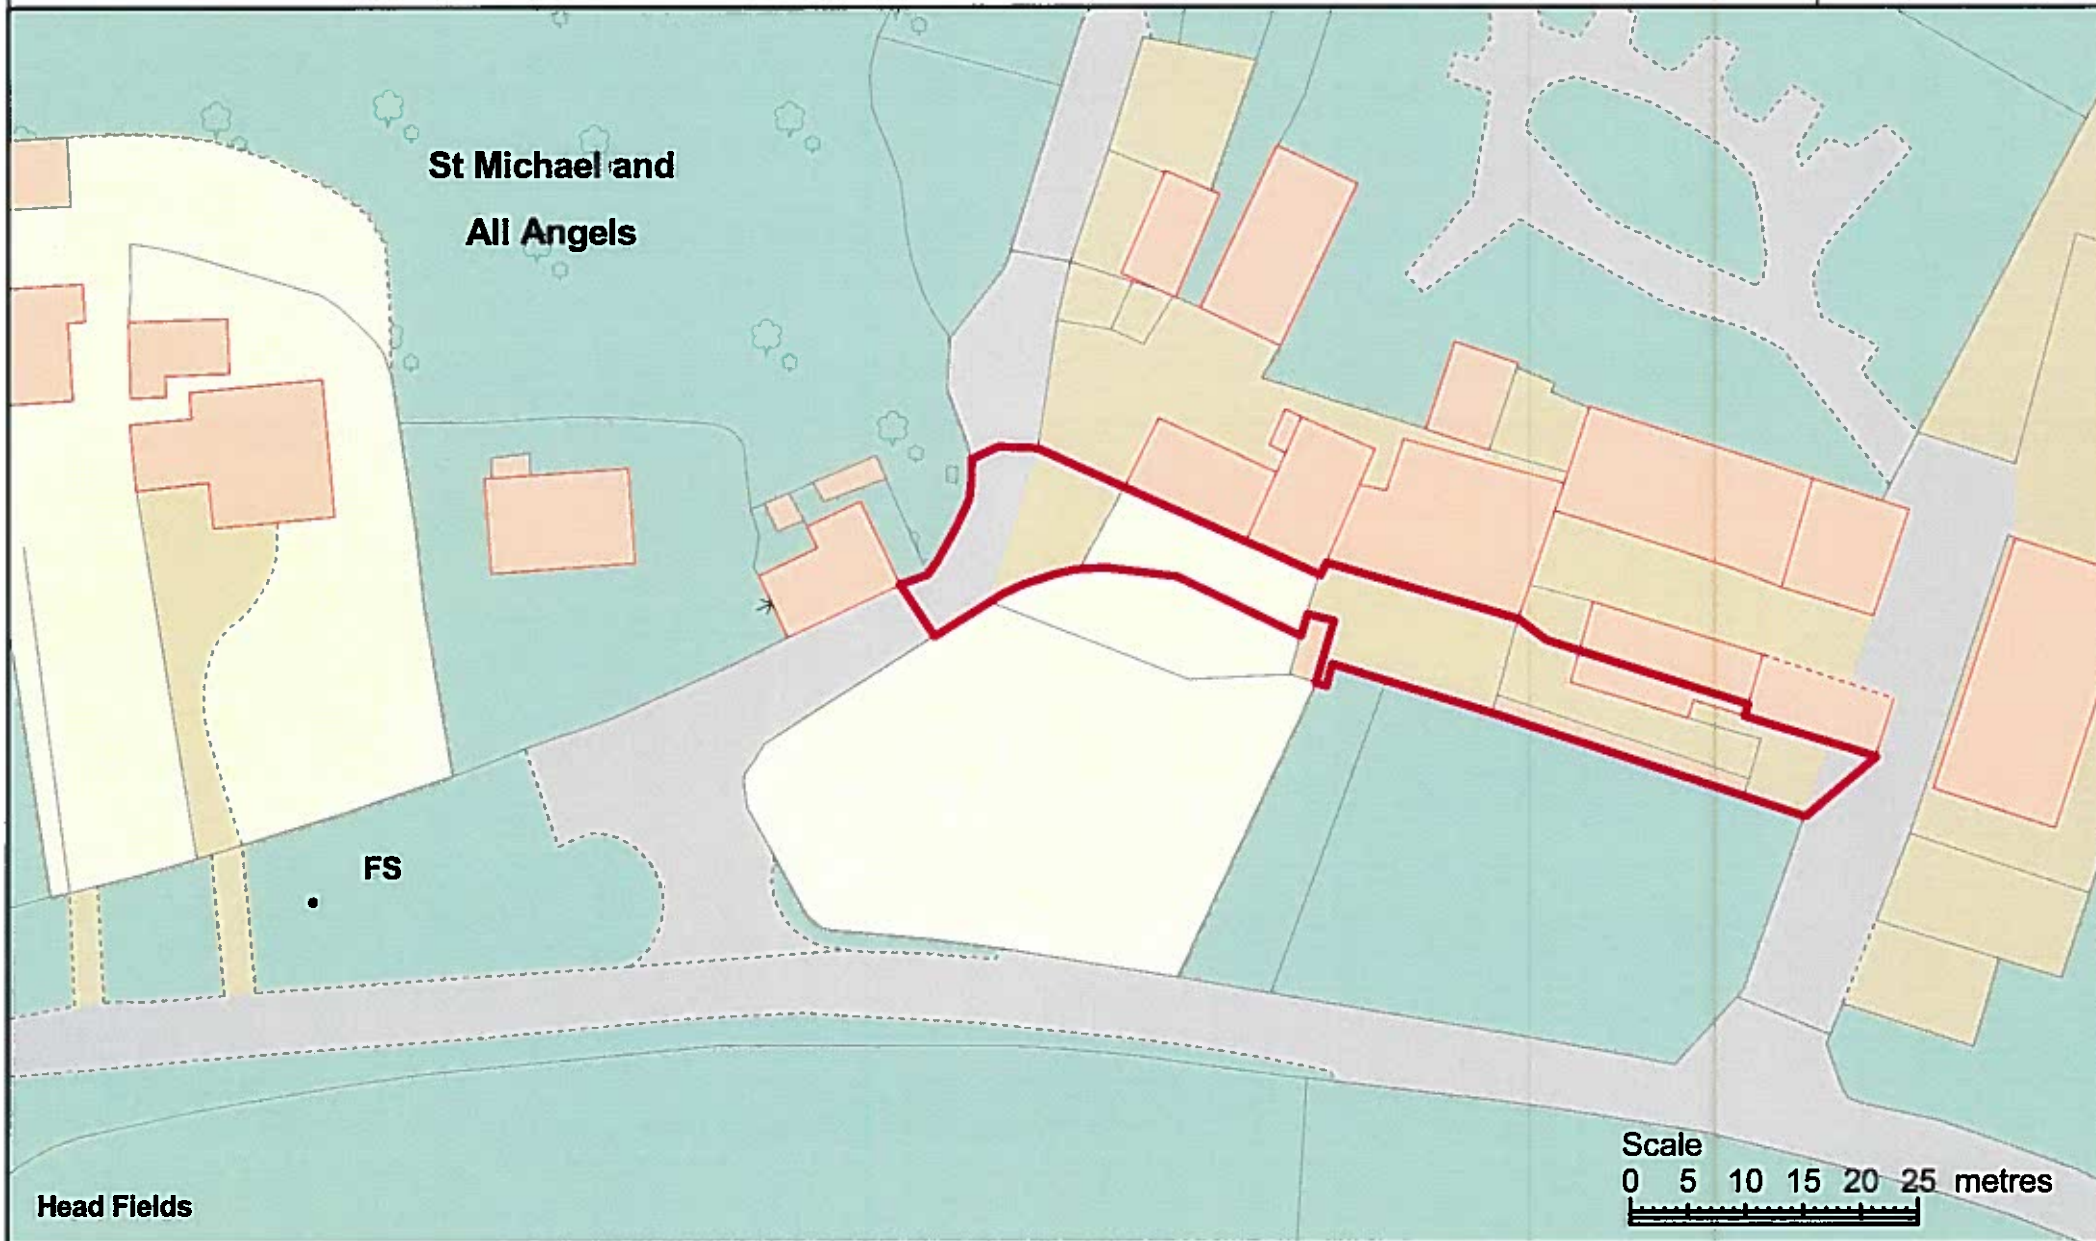 St Michael and
All Angels
FS
Scale
0 5 10 15 20 25 metres
Head Fields